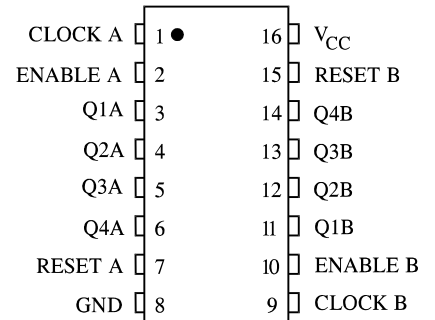 CLOCK A 1 16 VCC
ENABLE A 2 15 RESET B
Q1A 3 14 Q4B
Q2A 4 13 Q3B
Q3A 5 12 Q2B
Q4A 6 11 Q1B
RESET A 7 10 ENABLE B
GND 8 9 CLOCK B